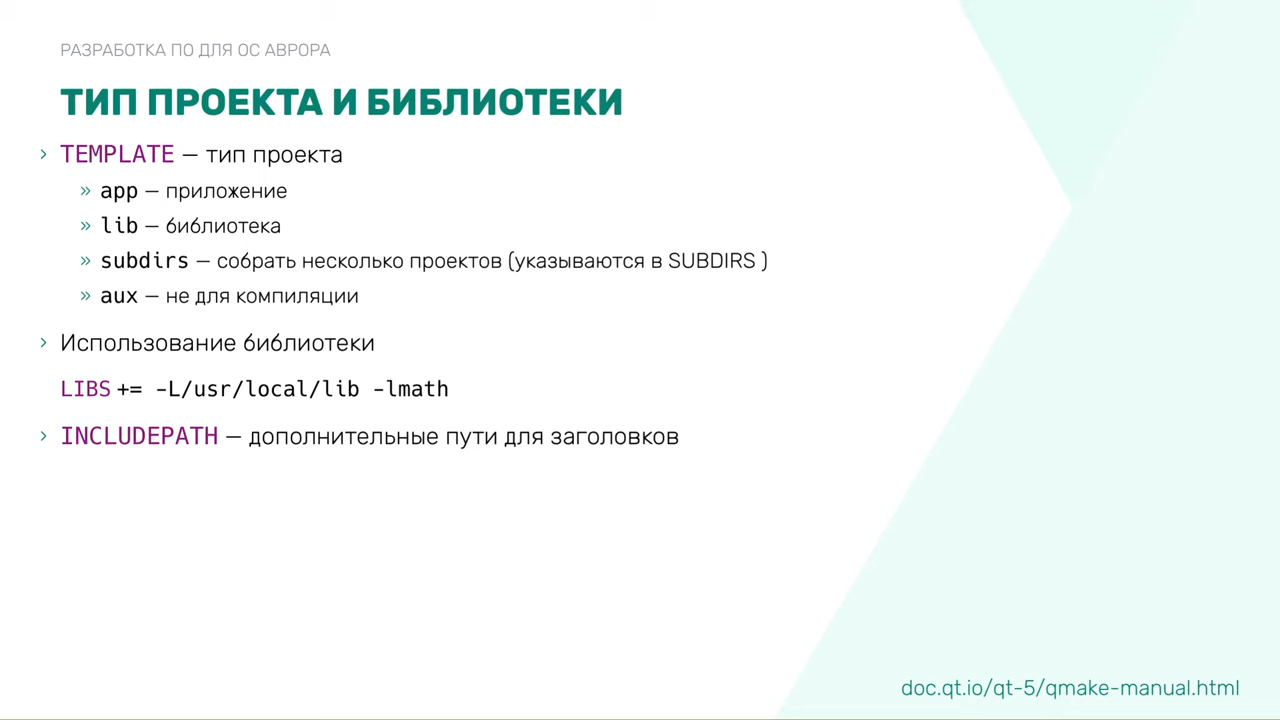 РАЗРАБОТКА ПО ДЛЯ ОС АВРОРА
ТИП ПРОЕКТА И БИБЛИОТЕКИ
› TEMPLATE — тип проекта
» app — приложение
» lib — библиотека
» subdirs — собрать несколько проектов (указываются в SUBDIRS )
» aux — не для компиляции
› Использование библиотеки
LIBS += -L/usr/local/lib -lmath
› INCLUDEPATH — дополнительные пути для заголовков
doc.qt.io/qt-5/qmake-manual.html